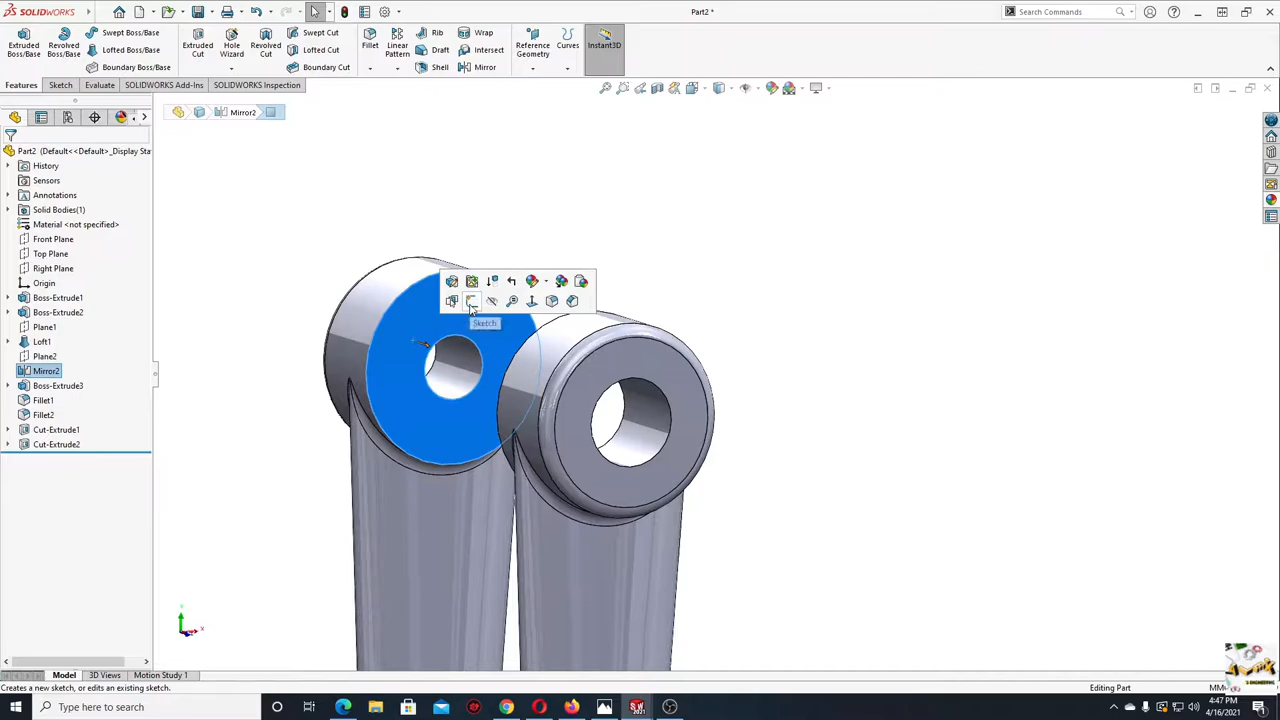 SOLIDWORKS
Part2 *
Search Commands
Extruded Boss/Base
Revolved Boss/Base
Swept Boss/Base
Lofted Boss/Base
Boundary Boss/Base
Extruded Cut
Hole Wizard
Revolved Cut
Swept Cut
Lofted Cut
Boundary Cut
Fillet
Linear Pattern
Rib
Draft
Shell
Wrap
Intersect
Mirror
Reference Geometry
Curves
Instant3D
Features
Sketch
Evaluate
SOLIDWORKS Add-Ins
SOLIDWORKS Inspection
Mirror2
Part2 (Default<<Default>_Display Sta
History
Sensors
Annotations
Solid Bodies(1)
Material <not specified>
Front Plane
Top Plane
Right Plane
Origin
Boss-Extrude1
Boss-Extrude2
Plane1
Loft1
Plane2
Mirror2
Boss-Extrude3
Fillet1
Fillet2
Cut-Extrude1
Cut-Extrude2
Sketch
Model
3D Views
Motion Study 1
Creates a new sketch, or edits an existing sketch.
Editing Part
Type here to search
4:47 PM
4/16/2021